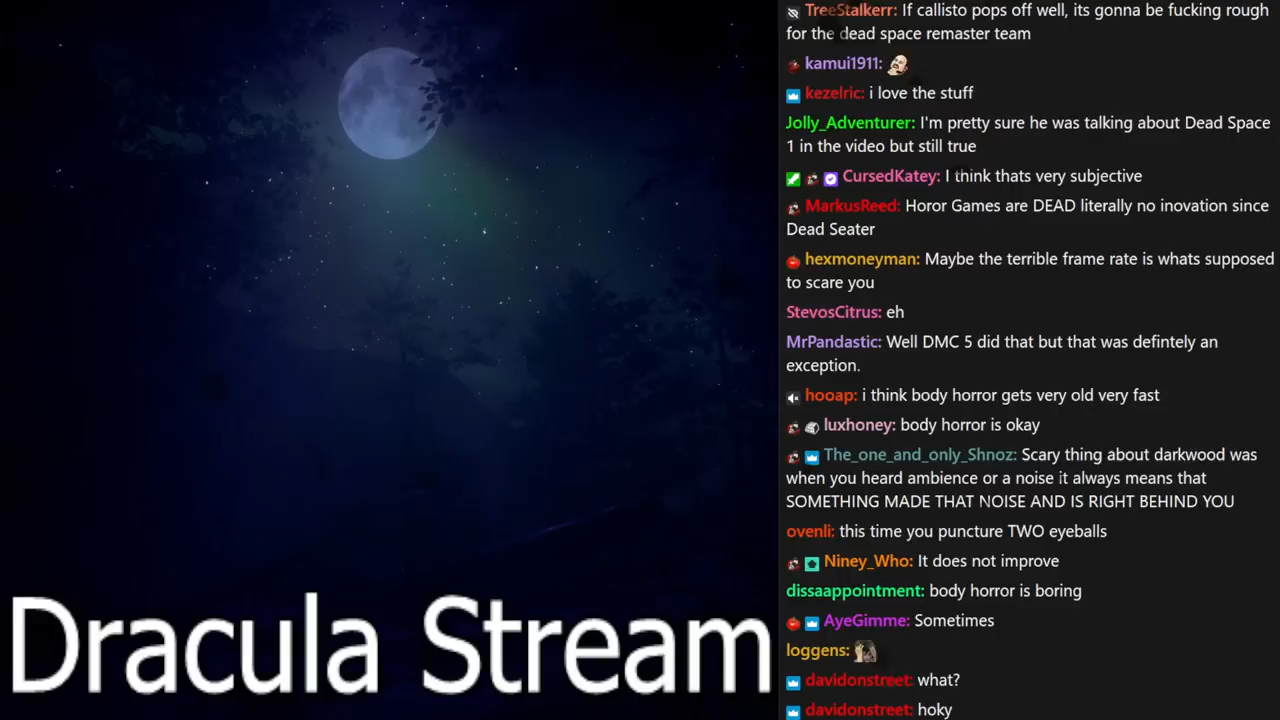 TreeStalkerr: If callisto pops off well, its gonna be fucking rough
for the dead space remaster team
kamui1911:
kezelric: i love the stuff
Jolly_Adventurer: I'm pretty sure he was talking about Dead Space
1 in the video but still true
CursedKatey: I think thats very subjective
MarkusReed: Horor Games are DEAD literally no inovation since
Dead Seater
hexmoneyman: Maybe the terrible frame rate is whats supposed
to scare you
StevosCitrus: eh
MrPandastic: Well DMC 5 did that but that was defintely an
exception.
hooap: i think body horror gets very old very fast
luxhoney: body horror is okay
The_one_and_only_Shnoz: Scary thing about darkwood was
when you heard ambience or a noise it always means that
SOMETHING MADE THAT NOISE AND IS RIGHT BEHIND YOU
ovenli: this time you puncture TWO eyeballs
Niney_Who: It does not improve
dissaappointment: body horror is boring
AyeGimme: Sometimes
loggens:
davidonstreet: what?
davidonstreet: hoky
Dracula Stream